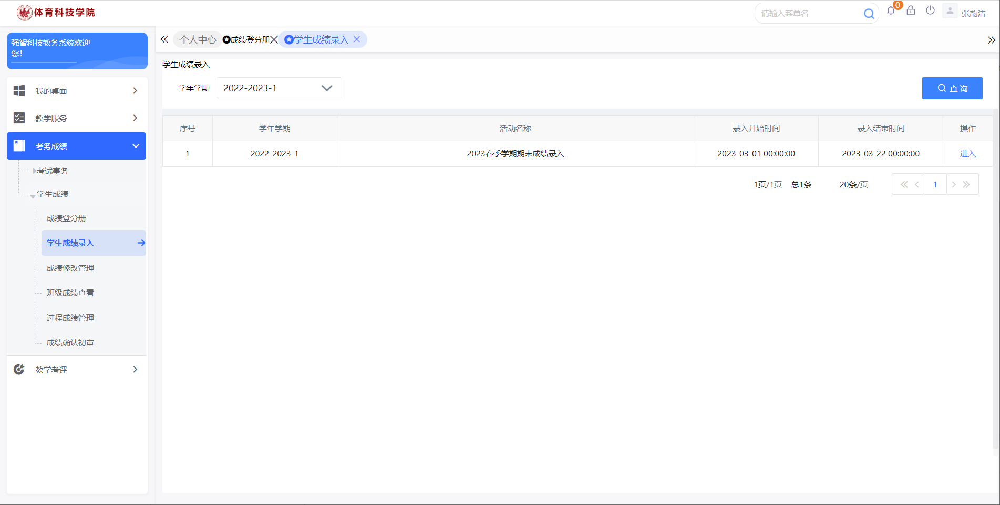 体育科技学院
请输入菜单名
0
张韵洁
强智科技教务系统欢迎
您！
个人中心
成绩登分册
学生成绩录入
我的桌面
教学服务
考务成绩
考试事务
学生成绩
成绩登分册
学生成绩录入
成绩修改管理
班级成绩查看
过程成绩管理
成绩确认初审
教学考评
学生成绩录入
学年学期 2022-2023-1 查 询
序号 学年学期 活动名称 录入开始时间 录入结束时间 操作
1 2022-2023-1 2023春季学期期末成绩录入 2023-03-01 00:00:00 2023-03-22 00:00:00 进入
1页/1页 总1条 20条/页 1